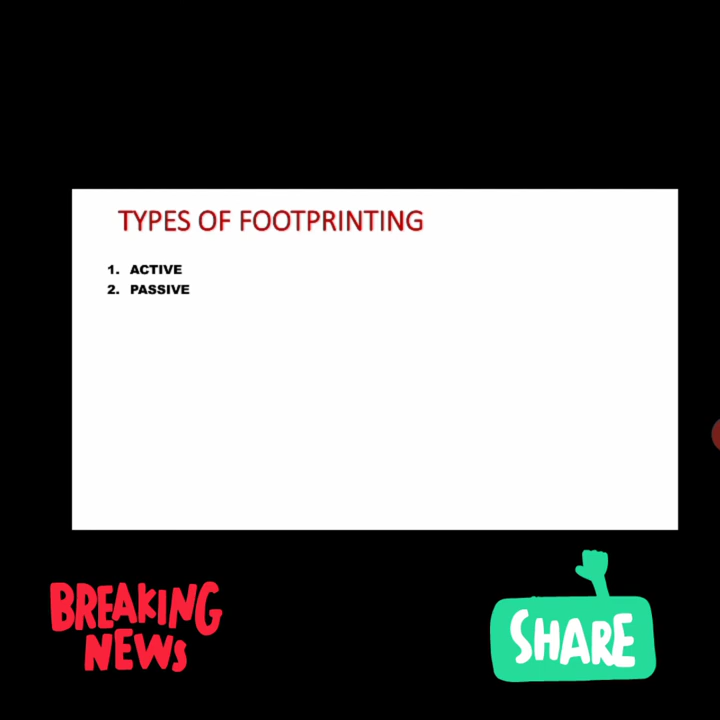 TYPES OF FOOTPRINTING
1. ACTIVE
2. PASSIVE
BREAKING
NEWS
SHARE